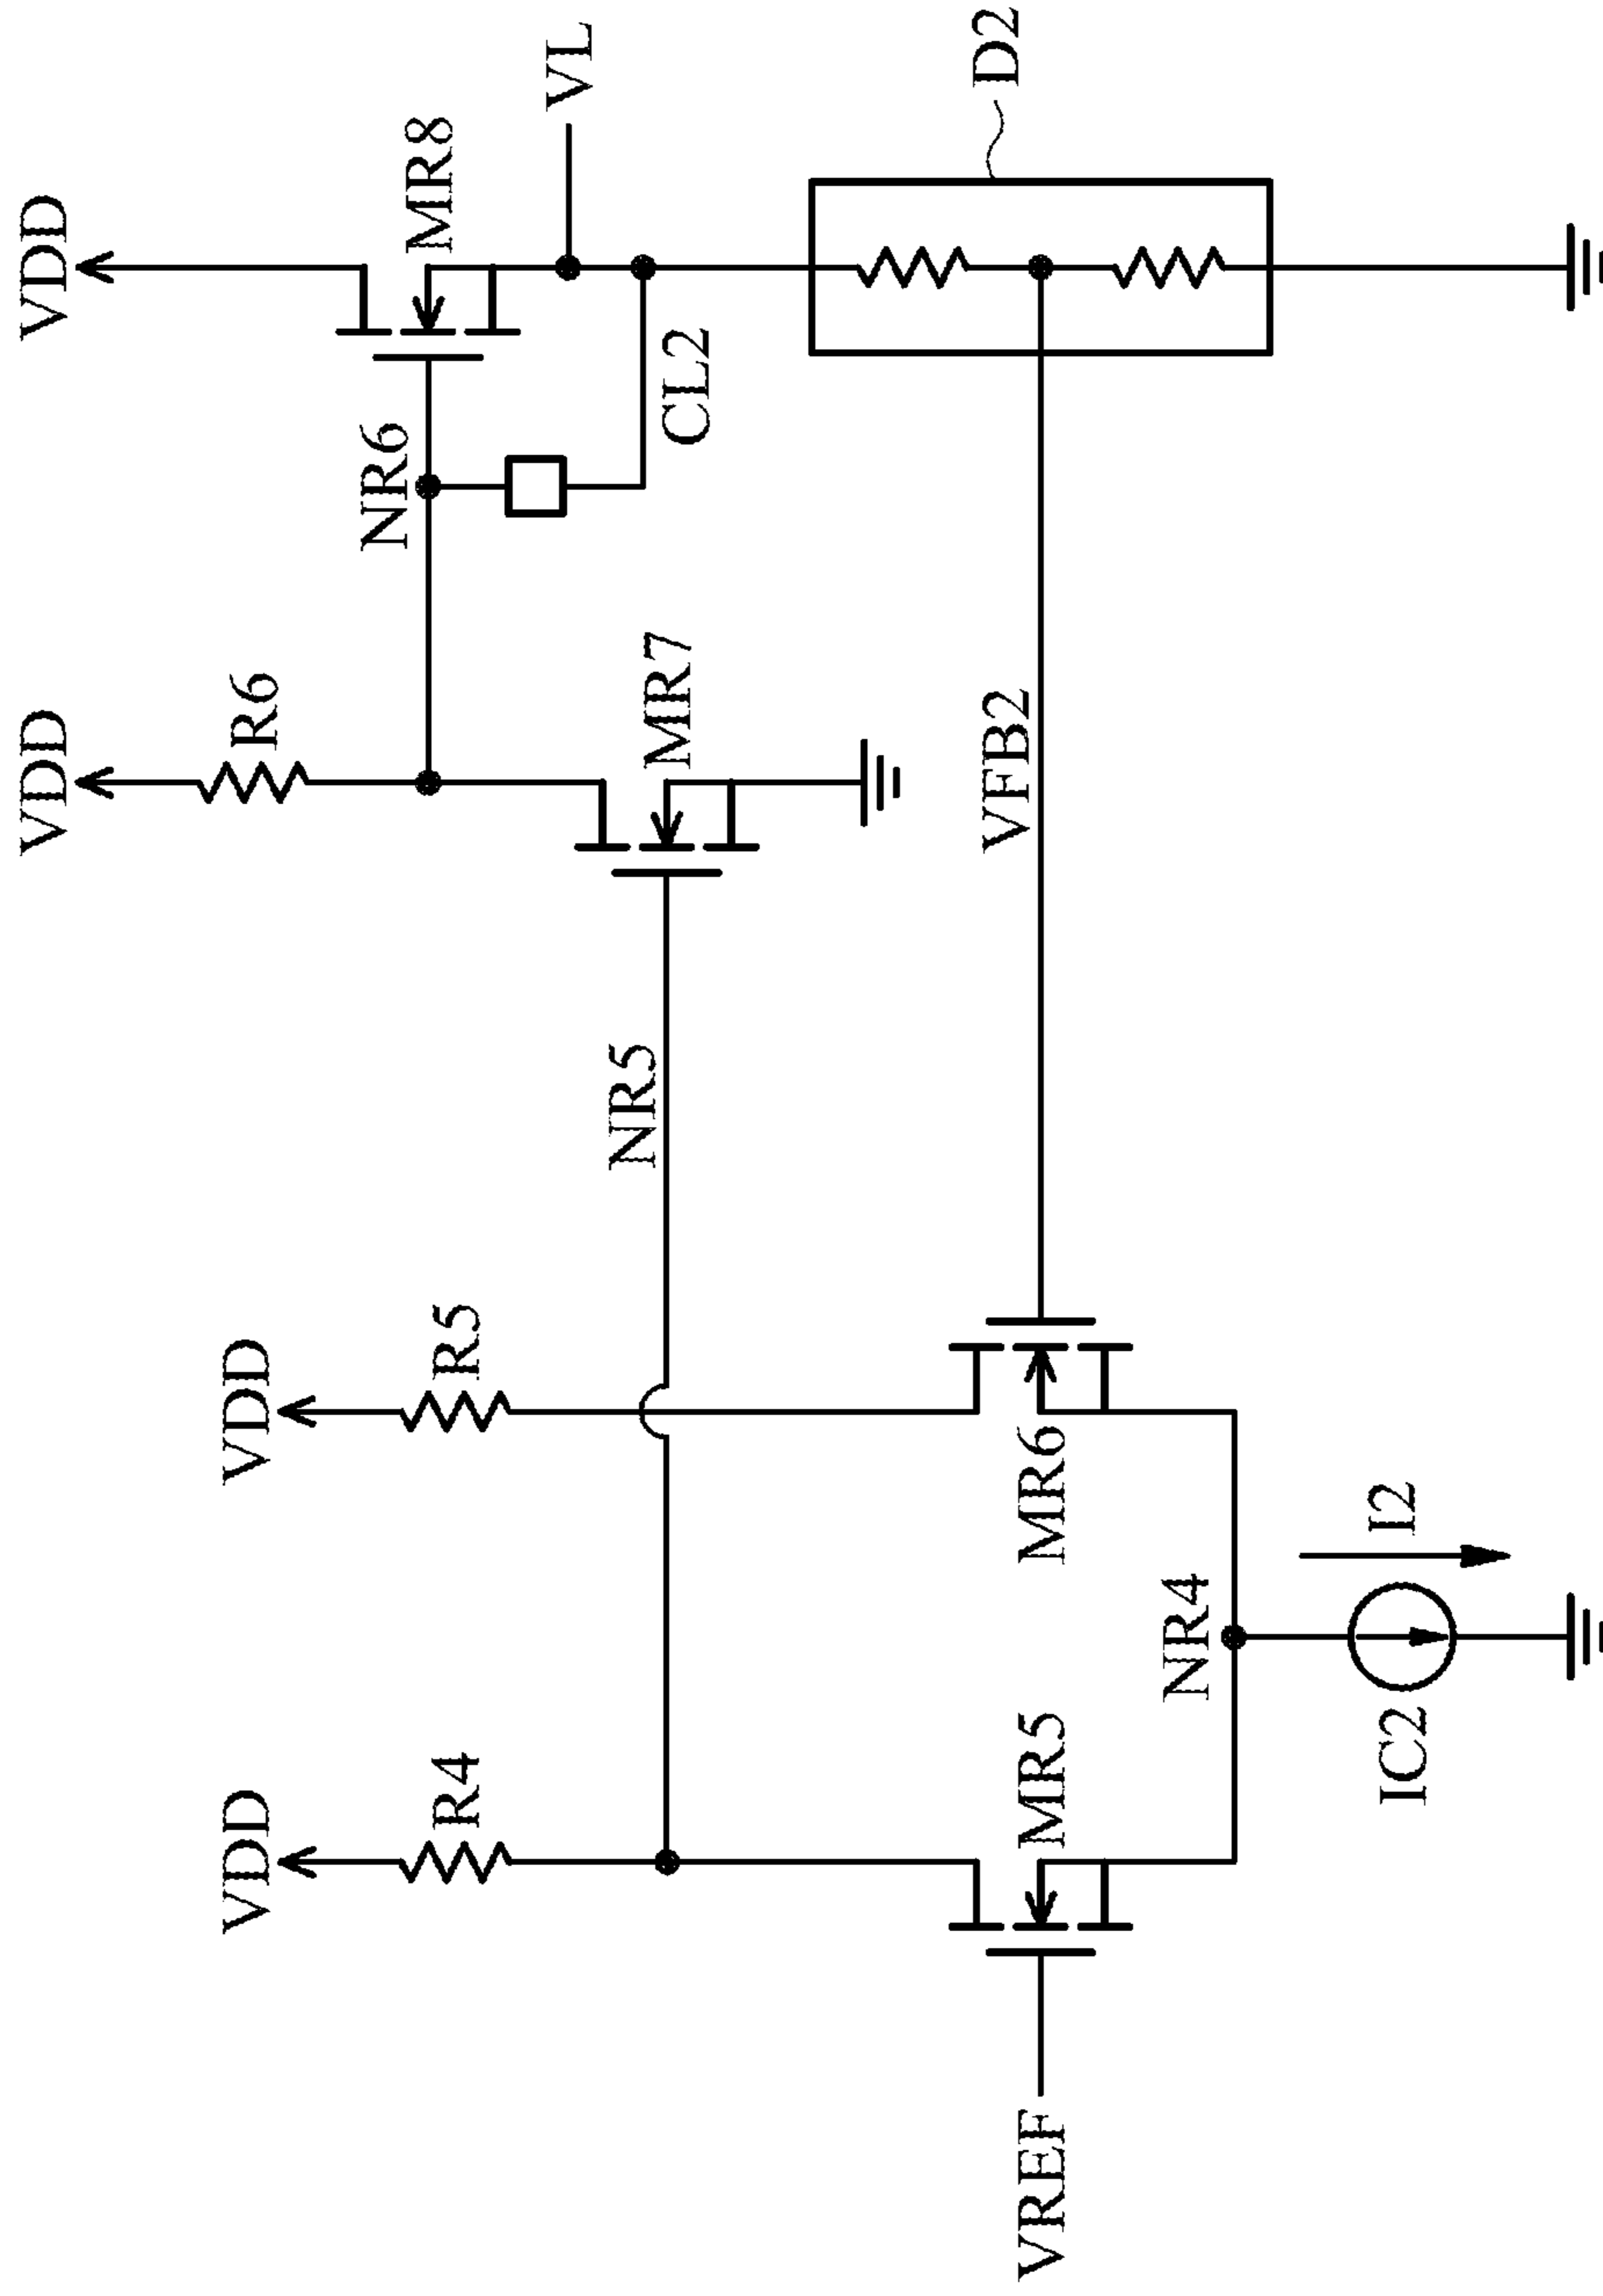 VDD
VDD
MR8
VL
R6
NR6
CL2
D2
MR7
VDD
VDD
R4
R5
NR5
VFB2
VREF
MR5
MR6
NR4
IC2
I2